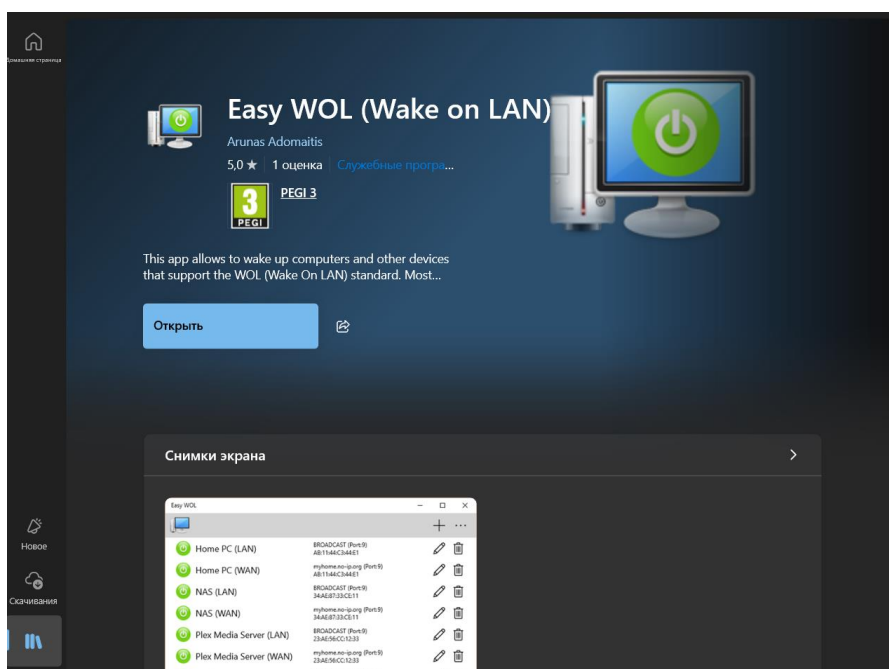 Домашняя страница
Easy WOL (Wake on LAN)
Arunas Adomaitis
5,0 ★ 1 оценка Служебные програ...
3
PEGI
PEGI 3
This app allows to wake up computers and other devices
that support the WOL (Wake On LAN) standard. Most...
Открыть
Снимки экрана
Easy WOL
Home PC (LAN)
BROADCAST (Port:9)
AB:11:44:C3:44:E1
Home PC (WAN)
myhome.no-ip.org (Port:9)
AB:11:44:C3:44:E1
NAS (LAN)
BROADCAST (Port:9)
34:AE:87:33:CE:11
NAS (WAN)
myhome.no-ip.org (Port:9)
34:AE:87:33:CE:11
Plex Media Server (LAN)
BROADCAST (Port:9)
23:AE:56:CC:12:33
Plex Media Server (WAN)
myhome.no-ip.org (Port:9)
23:AE:56:CC:12:33
Новое
Скачивания